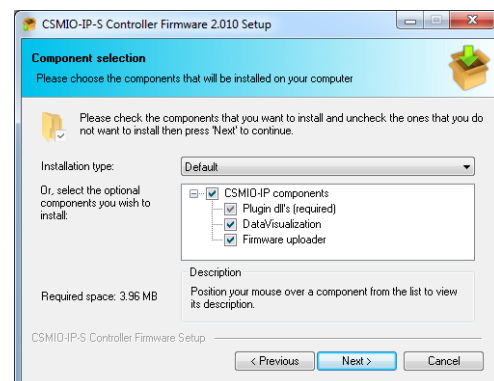 CSMIO-IP-S Controller Firmware 2.010 Setup
Component selection
Please choose the components that will be installed on your computer
Please check the components that you want to install and uncheck the ones that you do
not want to install then press 'Next' to continue.
Installation type:
Default
Or, select the optional
components you wish to
install:
CSMIO-IP components
Plugin dll's (required)
DataVisualization
Firmware uploader
Required space: 3.96 MB
Description
Position your mouse over a component from the list to view
its description.
CSMIO-IP-S Controller Firmware Setup
< Previous
Next >
Cancel